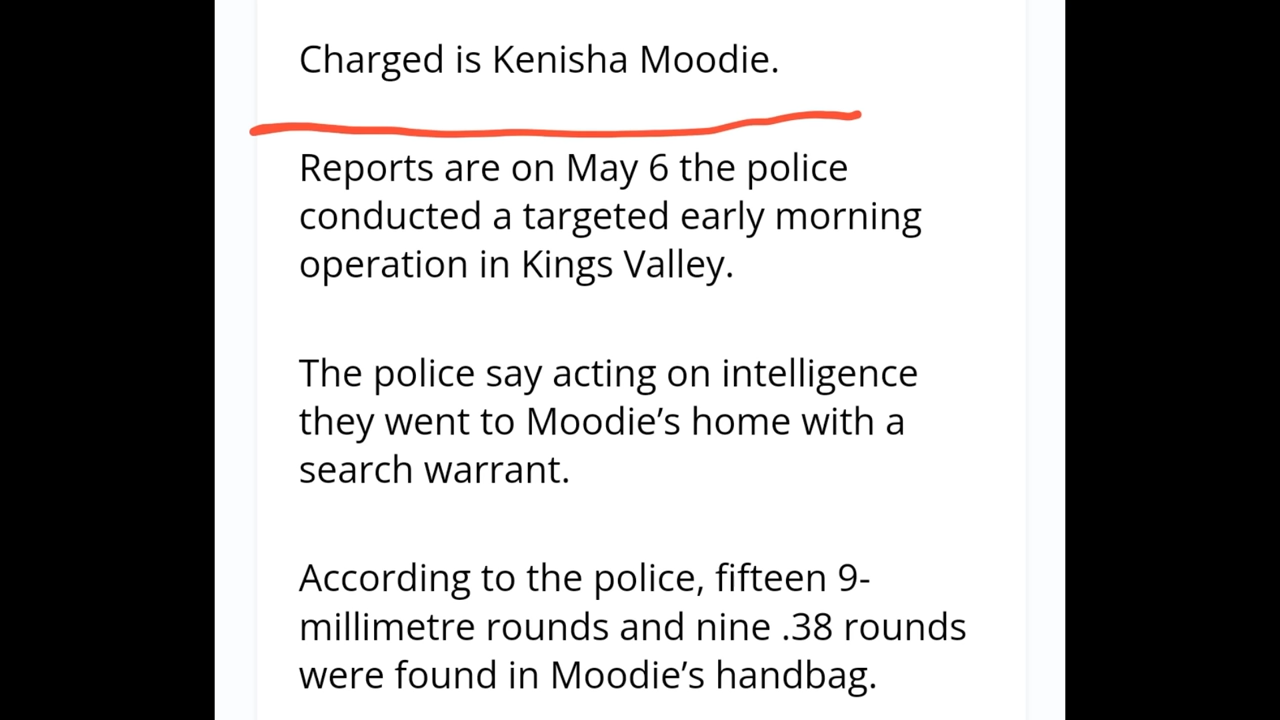 Charged is Kenisha Moodie.
Reports are on May 6 the police
conducted a targeted early morning
operation in Kings Valley.
The police say acting on intelligence
they went to Moodie’s home with a
search warrant.
According to the police, fifteen 9-
millimetre rounds and nine .38 rounds
were found in Moodie’s handbag.